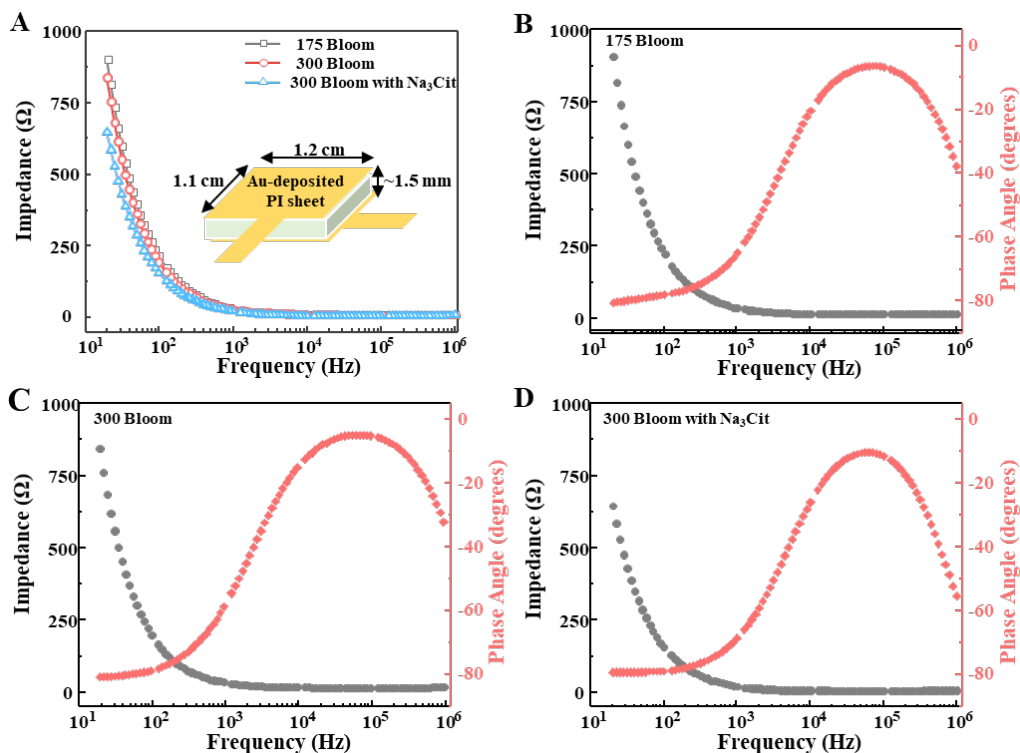 A
1000
750
500
250
0
Impedance (Ω)
175 Bloom
300 Bloom
300 Bloom with Na₃Cit
1.2 cm
1.1 cm
Au-deposited
PI sheet
~1.5 mm
10¹ 10² 10³ 10⁴ 10⁵ 10⁶
Frequency (Hz)
B
175 Bloom
1000
750
500
250
0
Impedance (Ω)
0
-20
-40
-60
-80
Phase Angle (degrees)
10¹ 10² 10³ 10⁴ 10⁵ 10⁶
Frequency (Hz)
C
300 Bloom
1000
750
500
250
0
Impedance (Ω)
0
-20
-40
-60
-80
Phase Angle (degrees)
10¹ 10² 10³ 10⁴ 10⁵ 10⁶
Frequency (Hz)
D
300 Bloom with Na₃Cit
1000
750
500
250
0
Impedance (Ω)
0
-20
-40
-60
-80
Phase Angle (degrees)
10¹ 10² 10³ 10⁴ 10⁵ 10⁶
Frequency (Hz)